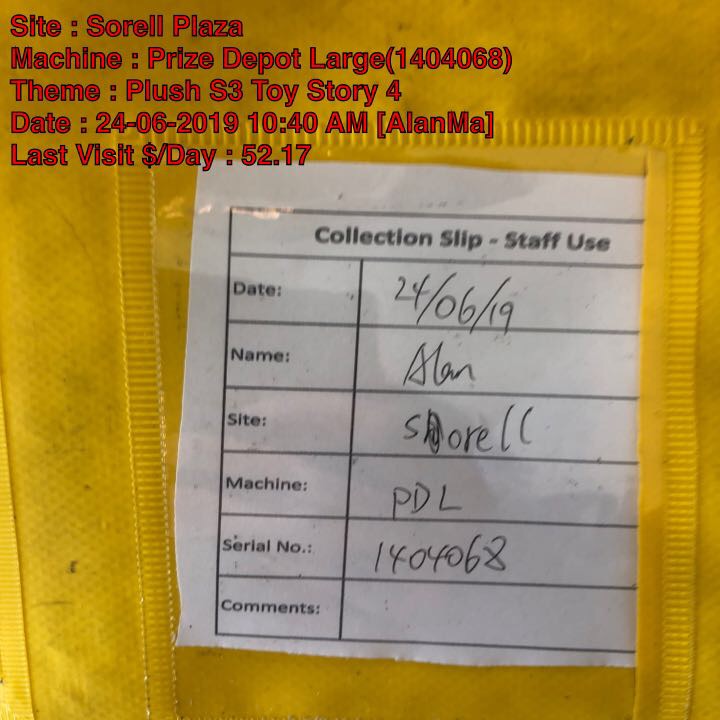 Site : Sorell Plaza
Machine : Prize Depot Large(1404068)
Theme : Plush S3 Toy Story 4
Date : 24-06-2019 10:40 AM [AlanMa]
Last Visit $/Day : 52.17
Collection Slip - Staff Use
Date: 24/06/19
Name: Alan
Site: Sorell
Machine: PDL
Serial No.: 1404068
Comments: